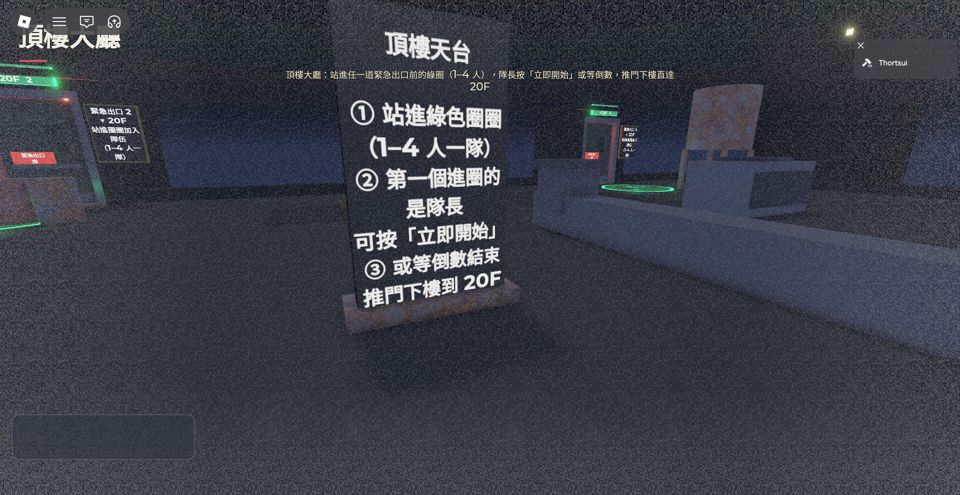 頂樓大廳
頂樓天台
頂樓大廳：站進任一道緊急出口前的綠圈（1–4 人），隊長按「立即開始」或等倒數，推門下樓直達
20F
① 站進綠色圈圈
（1–4 人一隊）
② 第一個進圈的
是隊長
可按「立即開始」
③ 或等倒數結束
推門下樓到 20F
Thortsui
20F 2
緊急出口 2
20F
站進圈圈加入
隊伍
（1–4 人一
隊）
緊急出口